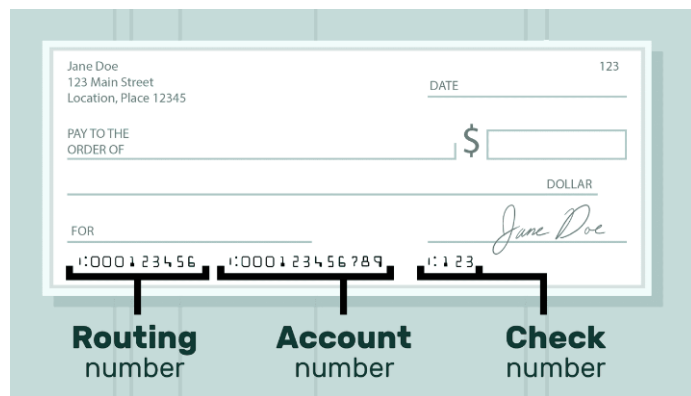 Jane Doe
123 Main Street
Location, Place 12345
123
DATE
PAY TO THE
ORDER OF
$
DOLLAR
FOR
Jane Doe
⑆000123456 ⑆000123456789 ⑆123
Routing number
Account number
Check number